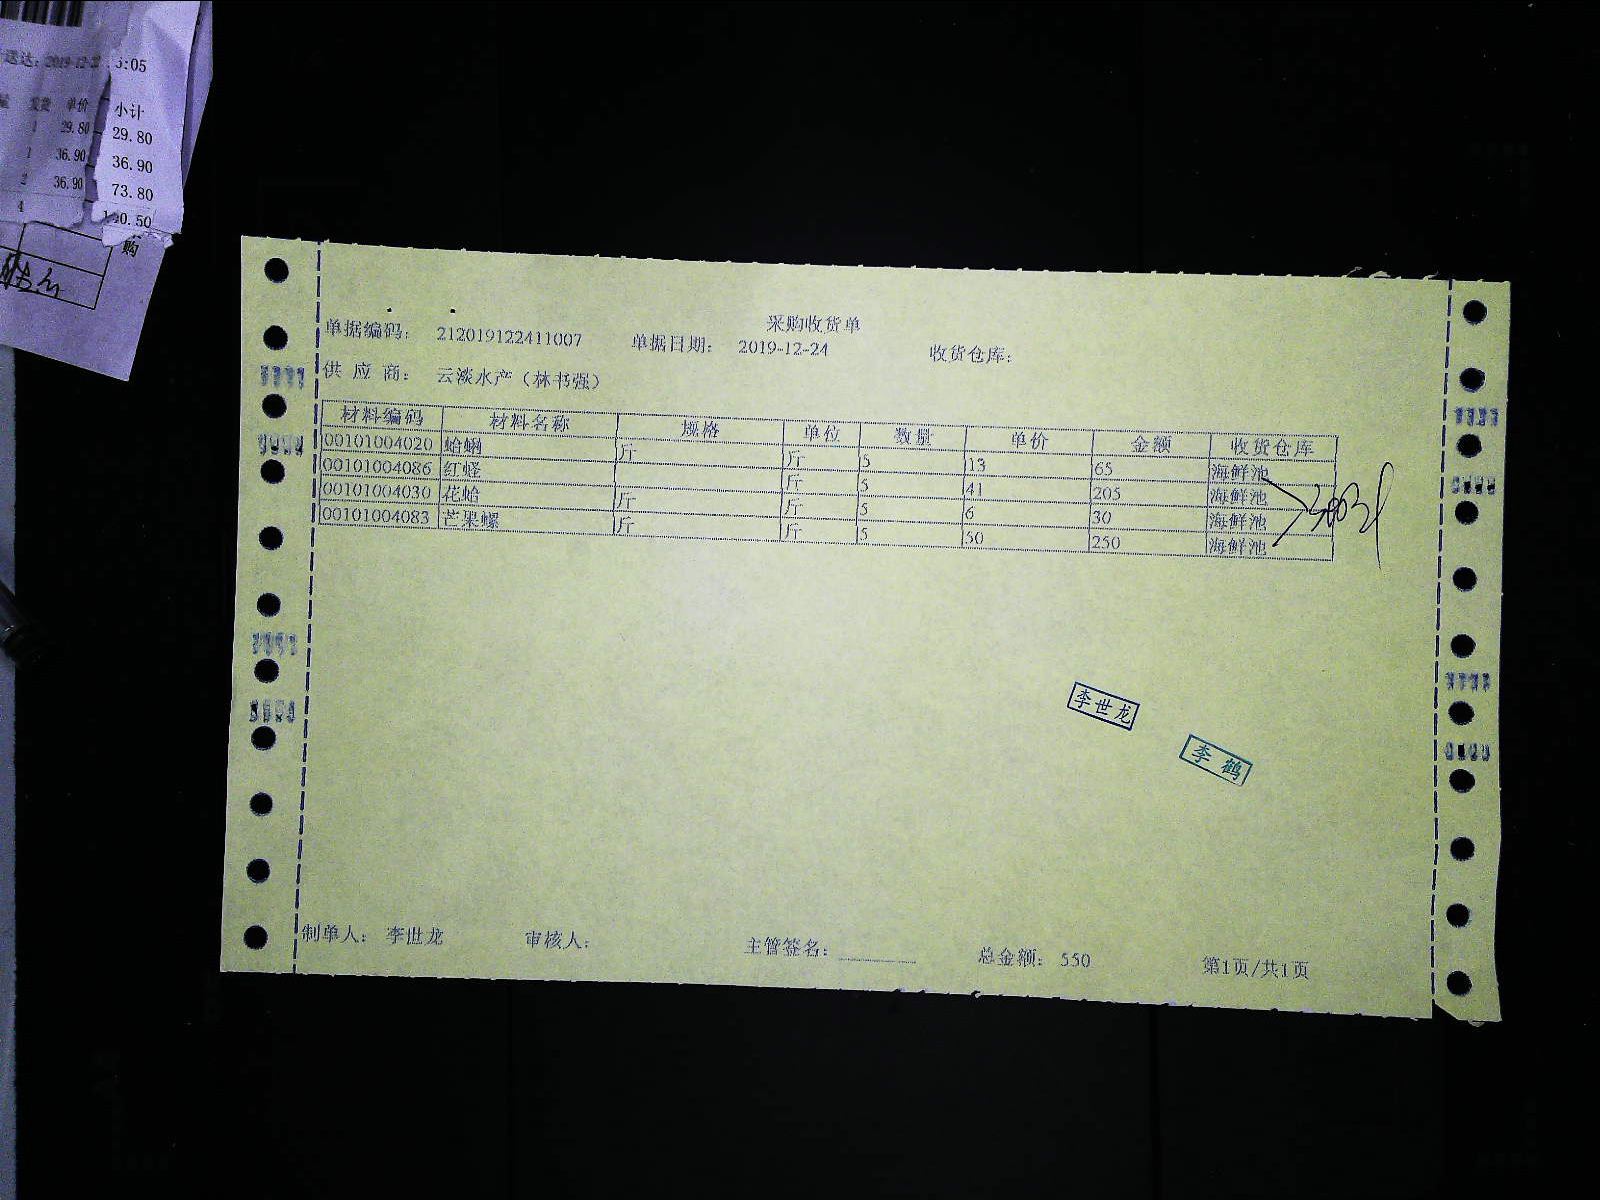 2019-12-2 5:05
单价 小计
1 29.80 29.80
1 36.90 36.90
2 36.90 73.80
4
购
采购收货单
单据编码: 212019122411007 单据日期: 2019-12-24 收货仓库:
供 应 商: 云淡水产(林书强)
材料编码 材料名称 规格 单位 数量 单价 金额 收货仓库
00101004020 蛤蜊 斤 斤 5 13 65 海鲜池
00101004086 红蛏 斤 5 41 205 海鲜池
00101004030 花蛤 斤 斤 5 6 30 海鲜池
00101004083 芒果螺 斤 斤 5 50 250 海鲜池
李世龙
李鹤
制单人: 李世龙 审核人: 主管签名: 总金额: 550 第1页/共1页